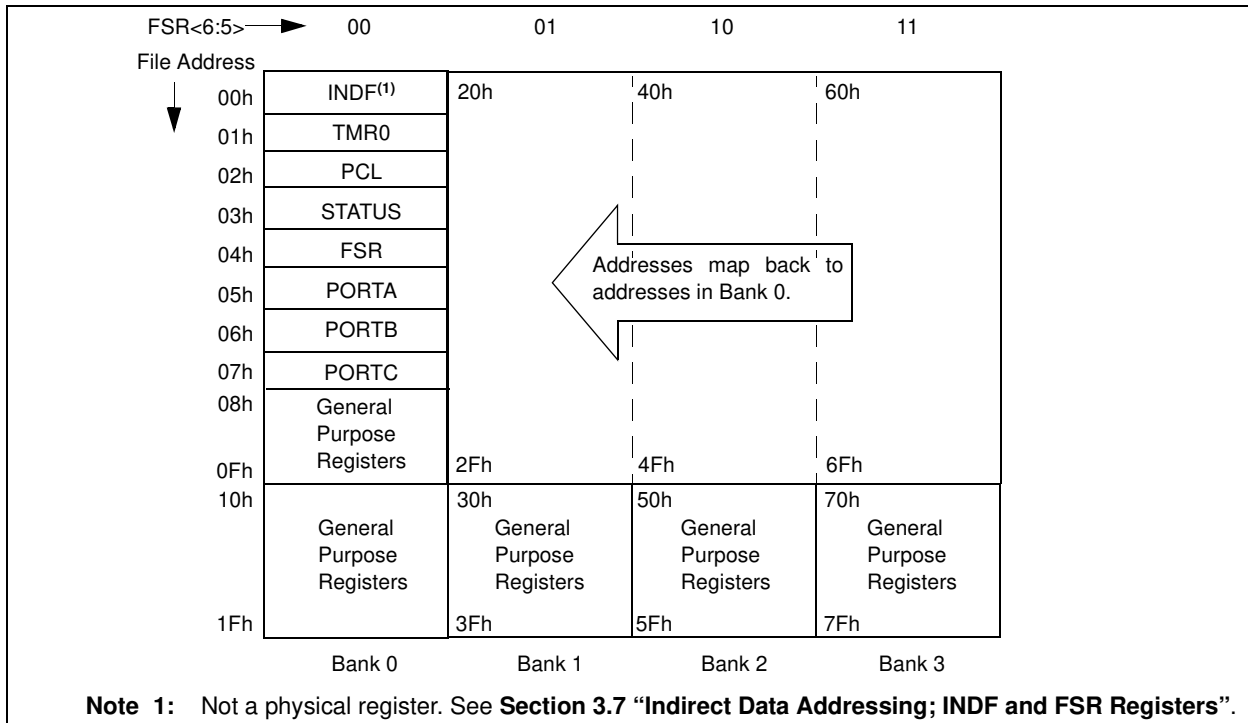 FSR<6:5> 00 01 10 11
File Address
00h INDF(1) 20h 40h 60h
01h TMR0
02h PCL
03h STATUS
04h FSR
Addresses map back to
addresses in Bank 0.
05h PORTA
06h PORTB
07h PORTC
08h General
Purpose
Registers
0Fh 2Fh 4Fh 6Fh
10h 30h 50h 70h
General General General General
Purpose Purpose Purpose Purpose
Registers Registers Registers Registers
1Fh 3Fh 5Fh 7Fh
Bank 0 Bank 1 Bank 2 Bank 3
Note 1: Not a physical register. See Section 3.7 “Indirect Data Addressing; INDF and FSR Registers”.